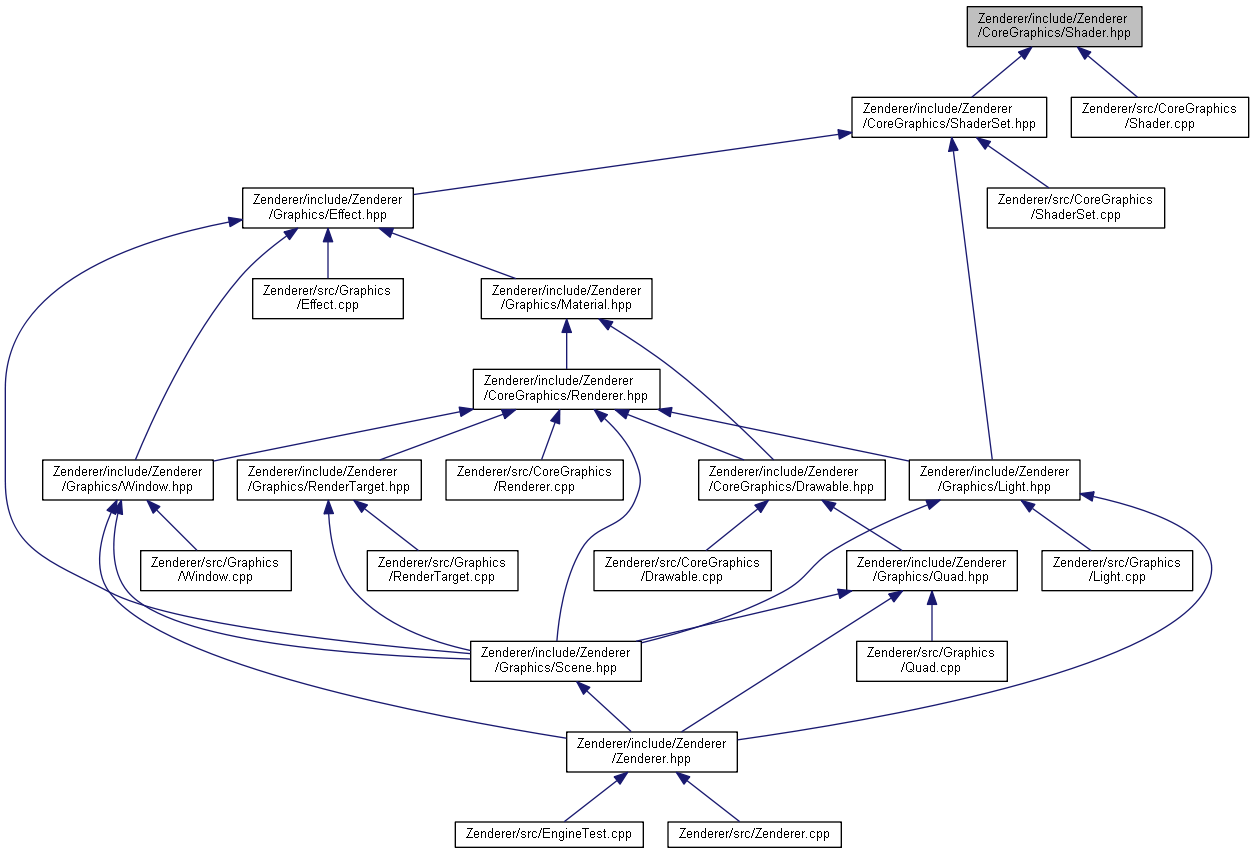 Zenderer/include/Zenderer
/CoreGraphics/Shader.hpp
Zenderer/include/Zenderer
/CoreGraphics/ShaderSet.hpp
Zenderer/src/CoreGraphics
/Shader.cpp
Zenderer/include/Zenderer
/Graphics/Effect.hpp
Zenderer/src/CoreGraphics
/ShaderSet.cpp
Zenderer/src/Graphics
/Effect.cpp
Zenderer/include/Zenderer
/Graphics/Material.hpp
Zenderer/include/Zenderer
/CoreGraphics/Renderer.hpp
Zenderer/include/Zenderer
/Graphics/Window.hpp
Zenderer/include/Zenderer
/Graphics/RenderTarget.hpp
Zenderer/src/CoreGraphics
/Renderer.cpp
Zenderer/include/Zenderer
/CoreGraphics/Drawable.hpp
Zenderer/include/Zenderer
/Graphics/Light.hpp
Zenderer/src/Graphics
/Window.cpp
Zenderer/src/Graphics
/RenderTarget.cpp
Zenderer/src/CoreGraphics
/Drawable.cpp
Zenderer/include/Zenderer
/Graphics/Quad.hpp
Zenderer/src/Graphics
/Light.cpp
Zenderer/include/Zenderer
/Graphics/Scene.hpp
Zenderer/src/Graphics
/Quad.cpp
Zenderer/include/Zenderer
/Zenderer.hpp
Zenderer/src/EngineTest.cpp
Zenderer/src/Zenderer.cpp